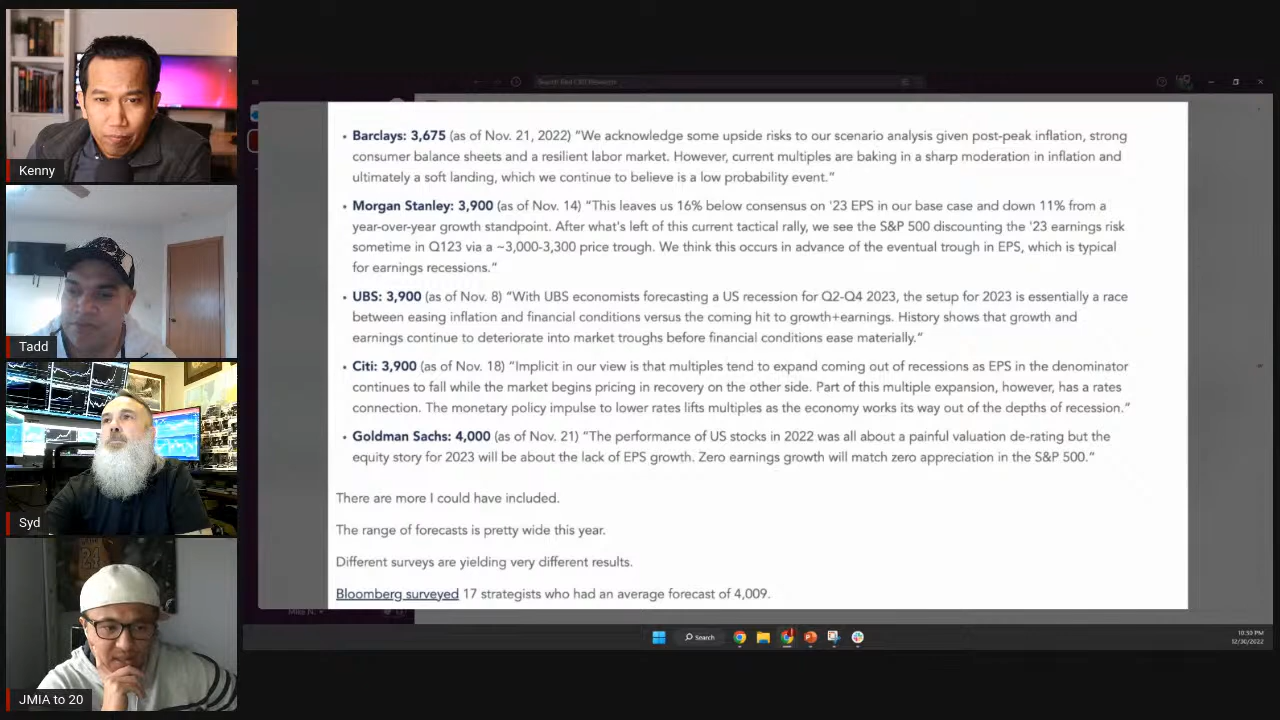 Kenny
Tadd
Syd
JMIA to 20
• Barclays: 3,675 (as of Nov. 21, 2022) “We acknowledge some upside risks to our scenario analysis given post-peak inflation, strong
consumer balance sheets and a resilient labor market. However, current multiples are baking in a sharp moderation in inflation and
ultimately a soft landing, which we continue to believe is a low probability event.”
• Morgan Stanley: 3,900 (as of Nov. 14) “This leaves us 16% below consensus on '23 EPS in our base case and down 11% from a
year-over-year growth standpoint. After what's left of this current tactical rally, we see the S&P 500 discounting the '23 earnings risk
sometime in Q123 via a ~3,000-3,300 price trough. We think this occurs in advance of the eventual trough in EPS, which is typical
for earnings recessions.”
• UBS: 3,900 (as of Nov. 8) “With UBS economists forecasting a US recession for Q2-Q4 2023, the setup for 2023 is essentially a race
between easing inflation and financial conditions versus the coming hit to growth+earnings. History shows that growth and
earnings continue to deteriorate into market troughs before financial conditions ease materially.”
• Citi: 3,900 (as of Nov. 18) “Implicit in our view is that multiples tend to expand coming out of recessions as EPS in the denominator
continues to fall while the market begins pricing in recovery on the other side. Part of this multiple expansion, however, has a rates
connection. The monetary policy impulse to lower rates lifts multiples as the economy works its way out of the depths of recession.”
• Goldman Sachs: 4,000 (as of Nov. 21) “The performance of US stocks in 2022 was all about a painful valuation de-rating but the
equity story for 2023 will be about the lack of EPS growth. Zero earnings growth will match zero appreciation in the S&P 500.”
There are more I could have included.
The range of forecasts is pretty wide this year.
Different surveys are yielding very different results.
Bloomberg surveyed 17 strategists who had an average forecast of 4,009.
Mike N.
Search
10:30 PM
12/30/2022